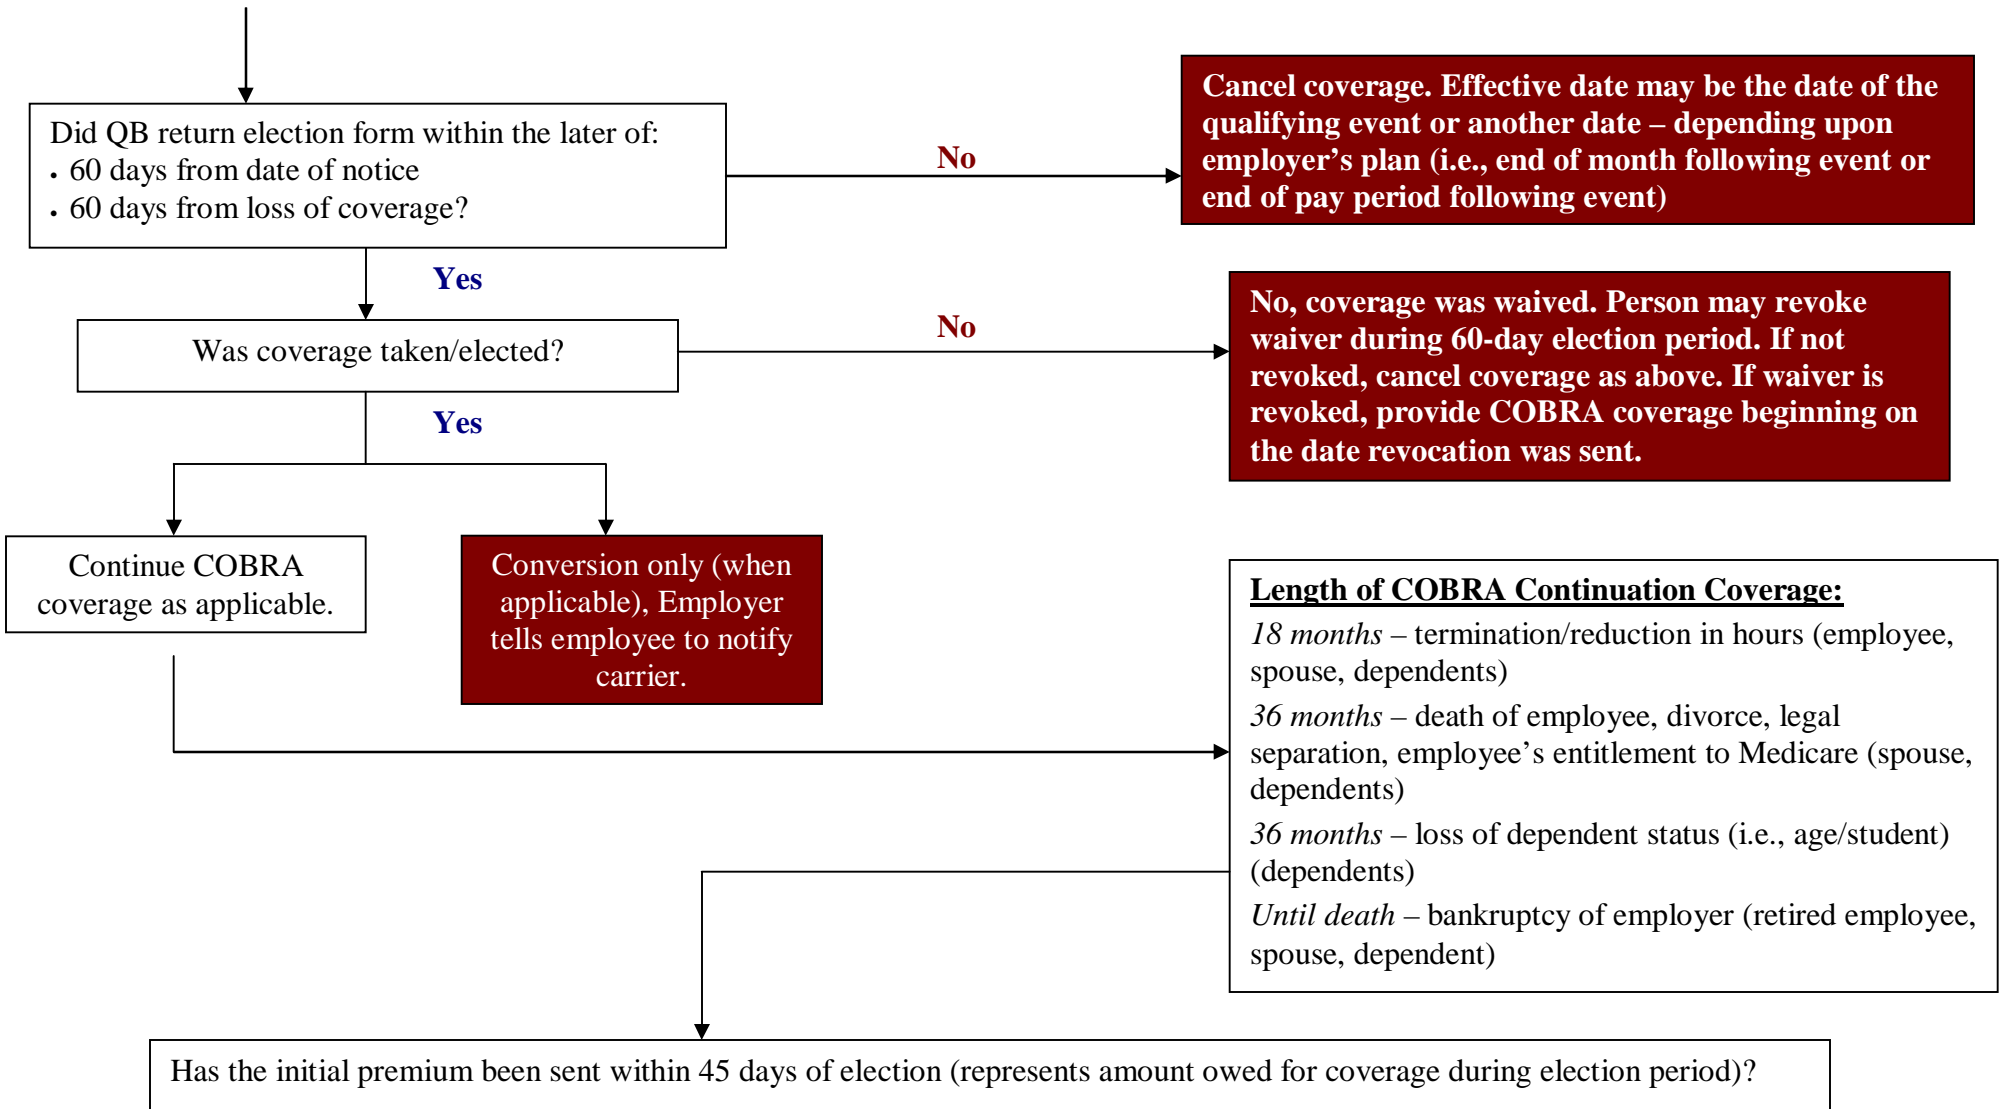 Did QB return election form within the later of:
• 60 days from date of notice
• 60 days from loss of coverage?
No
Cancel coverage. Effective date may be the date of the
qualifying event or another date – depending upon
employer’s plan (i.e., end of month following event or
end of pay period following event)
Yes
Was coverage taken/elected?
No
No, coverage was waived. Person may revoke
waiver during 60-day election period. If not
revoked, cancel coverage as above. If waiver is
revoked, provide COBRA coverage beginning on
the date revocation was sent.
Yes
Continue COBRA
coverage as applicable.
Conversion only (when
applicable), Employer
tells employee to notify
carrier.
Length of COBRA Continuation Coverage:
18 months – termination/reduction in hours (employee,
spouse, dependents)
36 months – death of employee, divorce, legal
separation, employee’s entitlement to Medicare (spouse,
dependents)
36 months – loss of dependent status (i.e., age/student)
(dependents)
Until death – bankruptcy of employer (retired employee,
spouse, dependent)
Has the initial premium been sent within 45 days of election (represents amount owed for coverage during election period)?